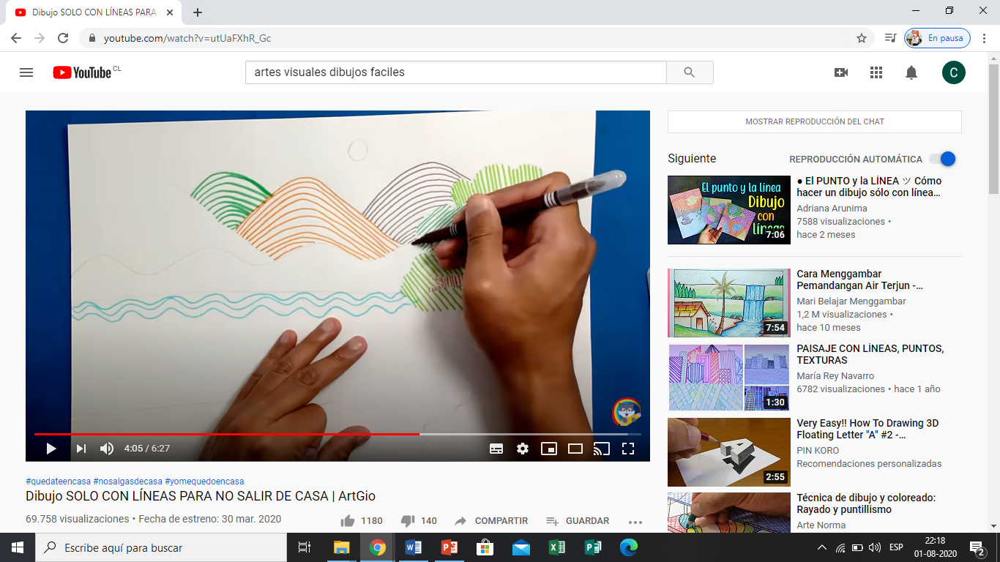 Dibujo SOLO CON LÍNEAS PARA
youtube.com/watch?v=utUaFXhR_Gc
En pausa
YouTube CL
artes visuales dibujos faciles
C
MOSTRAR REPRODUCCIÓN DEL CHAT
Siguiente
REPRODUCCIÓN AUTOMÁTICA
El punto y la línea
Dibujo
con
líneas
7:06
● El PUNTO y la LÍNEA ツ Cómo
hacer un dibujo sólo con línea...
Adriana Arunima
7588 visualizaciones •
hace 2 meses
7:54
Cara Menggambar
Pemandangan Air Terjun -...
Mari Belajar Menggambar
1,2 M visualizaciones •
hace 10 meses
1:30
PAISAJE CON LÍNEAS, PUNTOS,
TEXTURAS
María Rey Navarro
6782 visualizaciones • hace 1 año
2:55
Very Easy!! How To Drawing 3D
Floating Letter "A" #2 -...
PIN KORO
Recomendaciones personalizadas
Técnica de dibujo y coloreado:
Rayado y puntillismo
Arte Norma
4:05 / 6:27
#quedateencasa #nosalgasdecasa #yomequedoencasa
Dibujo SOLO CON LÍNEAS PARA NO SALIR DE CASA | ArtGio
69.758 visualizaciones • Fecha de estreno: 30 mar. 2020
1180
140
COMPARTIR
GUARDAR
Escribe aquí para buscar
ESP
22:18
01-08-2020
2